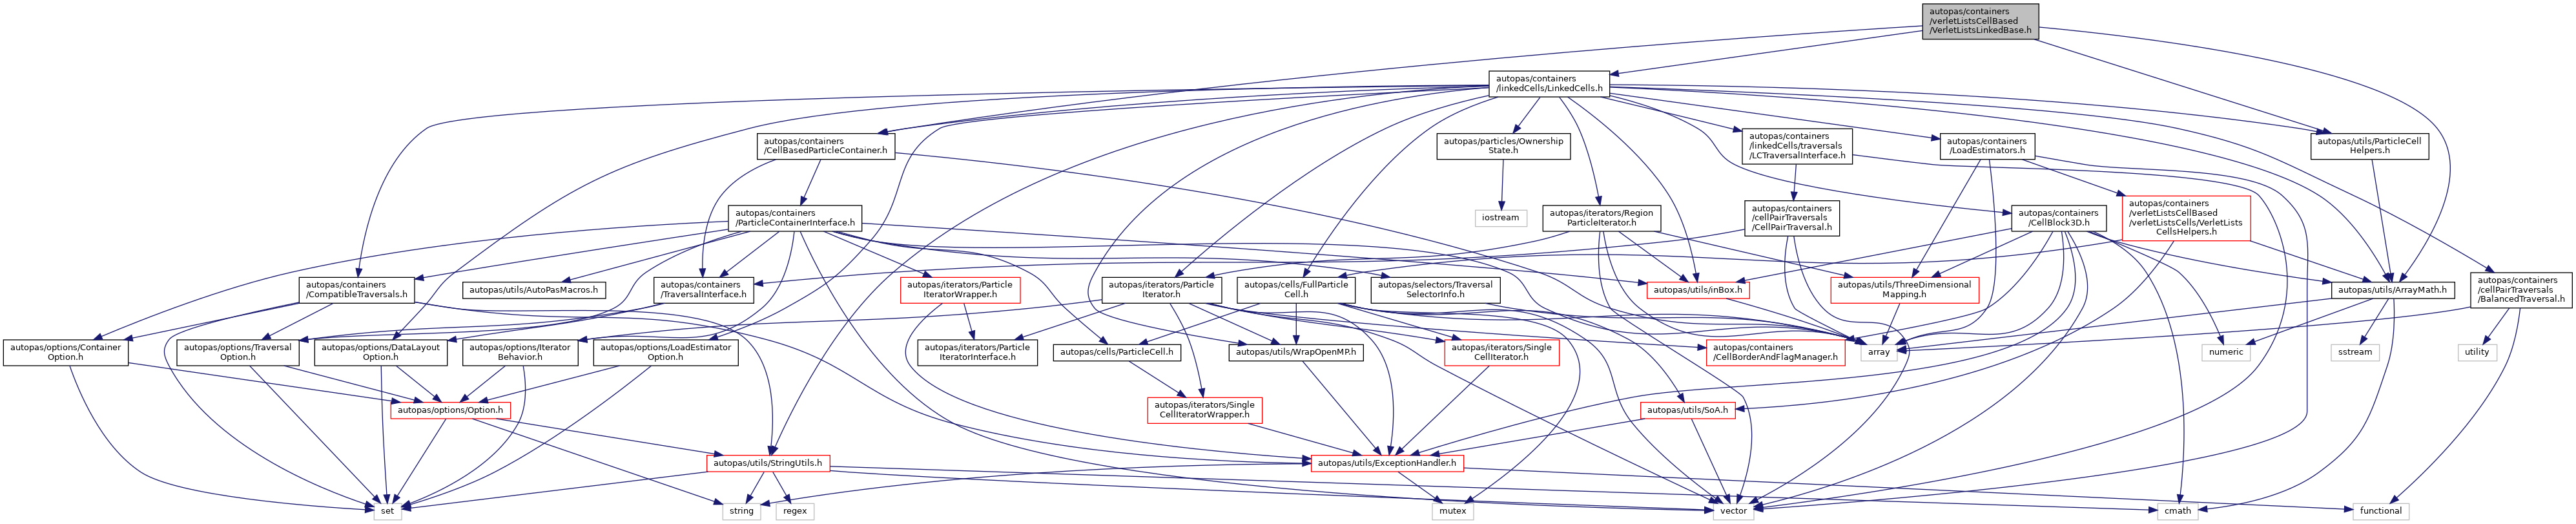 autopas/containers
/verletListsCellBased
/VerletListsLinkedBase.h
autopas/containers
/linkedCells/LinkedCells.h
autopas/containers
/CellBasedParticleContainer.h
autopas/particles/Ownership
State.h
autopas/containers
/linkedCells/traversals
/LCTraversalInterface.h
autopas/containers
/LoadEstimators.h
autopas/utils/ParticleCell
Helpers.h
autopas/containers
/ParticleContainerInterface.h
iostream
autopas/iterators/Region
ParticleIterator.h
autopas/containers
/cellPairTraversals
/CellPairTraversal.h
autopas/containers
/CellBlock3D.h
autopas/containers
/verletListsCellBased
/verletListsCells/VerletLists
CellsHelpers.h
autopas/containers
/CompatibleTraversals.h
autopas/utils/AutoPasMacros.h
autopas/containers
/TraversalInterface.h
autopas/iterators/Particle
IteratorWrapper.h
autopas/iterators/Particle
Iterator.h
autopas/cells/FullParticle
Cell.h
autopas/selectors/Traversal
SelectorInfo.h
autopas/utils/inBox.h
autopas/utils/ThreeDimensional
Mapping.h
autopas/utils/ArrayMath.h
autopas/containers
/cellPairTraversals
/BalancedTraversal.h
autopas/options/Container
Option.h
autopas/options/Traversal
Option.h
autopas/options/DataLayout
Option.h
autopas/options/Iterator
Behavior.h
autopas/options/LoadEstimator
Option.h
autopas/iterators/Particle
IteratorInterface.h
autopas/cells/ParticleCell.h
autopas/utils/WrapOpenMP.h
autopas/iterators/Single
CellIterator.h
autopas/containers
/CellBorderAndFlagManager.h
array
numeric
sstream
utility
autopas/options/Option.h
autopas/iterators/Single
CellIteratorWrapper.h
autopas/utils/SoA.h
autopas/utils/StringUtils.h
autopas/utils/ExceptionHandler.h
set
string
regex
mutex
vector
cmath
functional